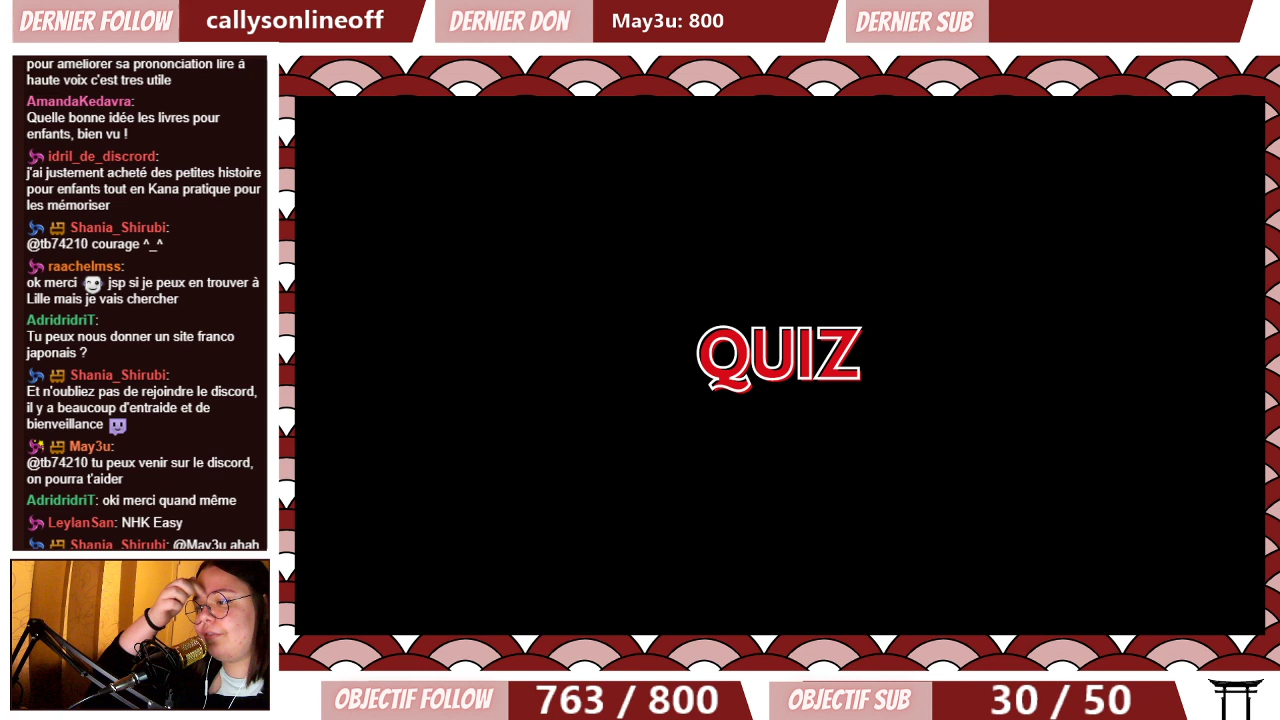 DERNIER FOLLOW callysonlineoff DERNIER DON May3u: 800 DERNIER SUB
pour ameliorer sa prononciation lire à
haute voix c'est tres utile
AmandaKedavra:
Quelle bonne idée les livres pour
enfants, bien vu !
idril_de_discrord:
j'ai justement acheté des petites histoire
pour enfants tout en Kana pratique pour
les mémoriser
Shania_Shirubi:
@tb74210 courage ^_^
raachelmss:
ok merci jsp si je peux en trouver à
Lille mais je vais chercher
AdridridriT:
Tu peux nous donner un site franco
japonais ?
Shania_Shirubi:
Et n'oubliez pas de rejoindre le discord,
il y a beaucoup d'entraide et de
bienveillance
May3u:
@tb74210 tu peux venir sur le discord,
on pourra t'aider
AdridridriT: oki merci quand même
LeylanSan: NHK Easy
Shania_Shirubi: @May3u ahah
QUIZ
OBJECTIF FOLLOW 763 / 800 OBJECTIF SUB 30 / 50